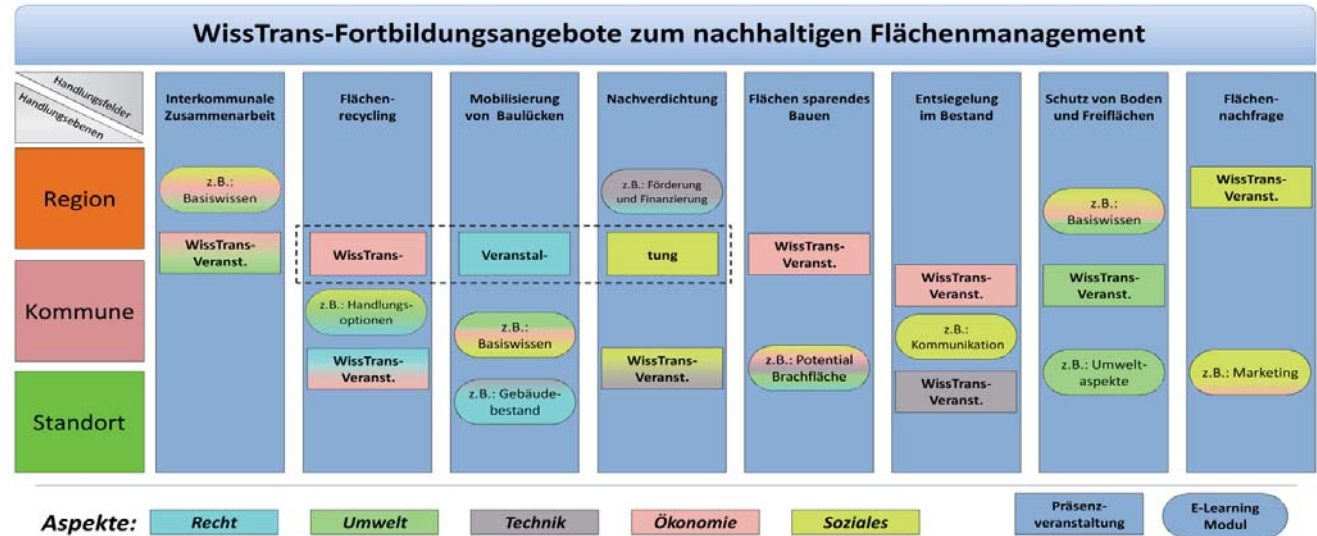 WissTrans-Fortbildungsangebote zum nachhaltigen Flächenmanagement
Handlungsfelder
Handlungsebenen
Interkommunale
Zusammenarbeit
Flächen-
recycling
Mobilisierung
von Baulücken
Nachverdichtung
Flächen sparendes
Bauen
Entsiegelung
im Bestand
Schutz von Boden
und Freiflächen
Flächen-
nachfrage
Region
Kommune
Standort
z.B.:
Basiswissen
WissTrans-
Veranst.
WissTrans-
z.B.: Handlungs-
optionen
WissTrans-
Veranst.
Veranstal-
z.B.:
Basiswissen
z.B.: Gebäude-
bestand
z.B.: Förderung
und Finanzierung
tung
WissTrans-
Veranst.
WissTrans-
Veranst.
z.B.: Potential
Brachfläche
WissTrans-
Veranst.
z.B.:
Kommunikation
WissTrans-
Veranst.
z.B.:
Basiswissen
WissTrans-
Veranst.
z.B.: Umwelt-
aspekte
WissTrans-
Veranst.
z.B.: Marketing
Aspekte:
Recht
Umwelt
Technik
Ökonomie
Soziales
Präsenz-
veranstaltung
E-Learning
Modul